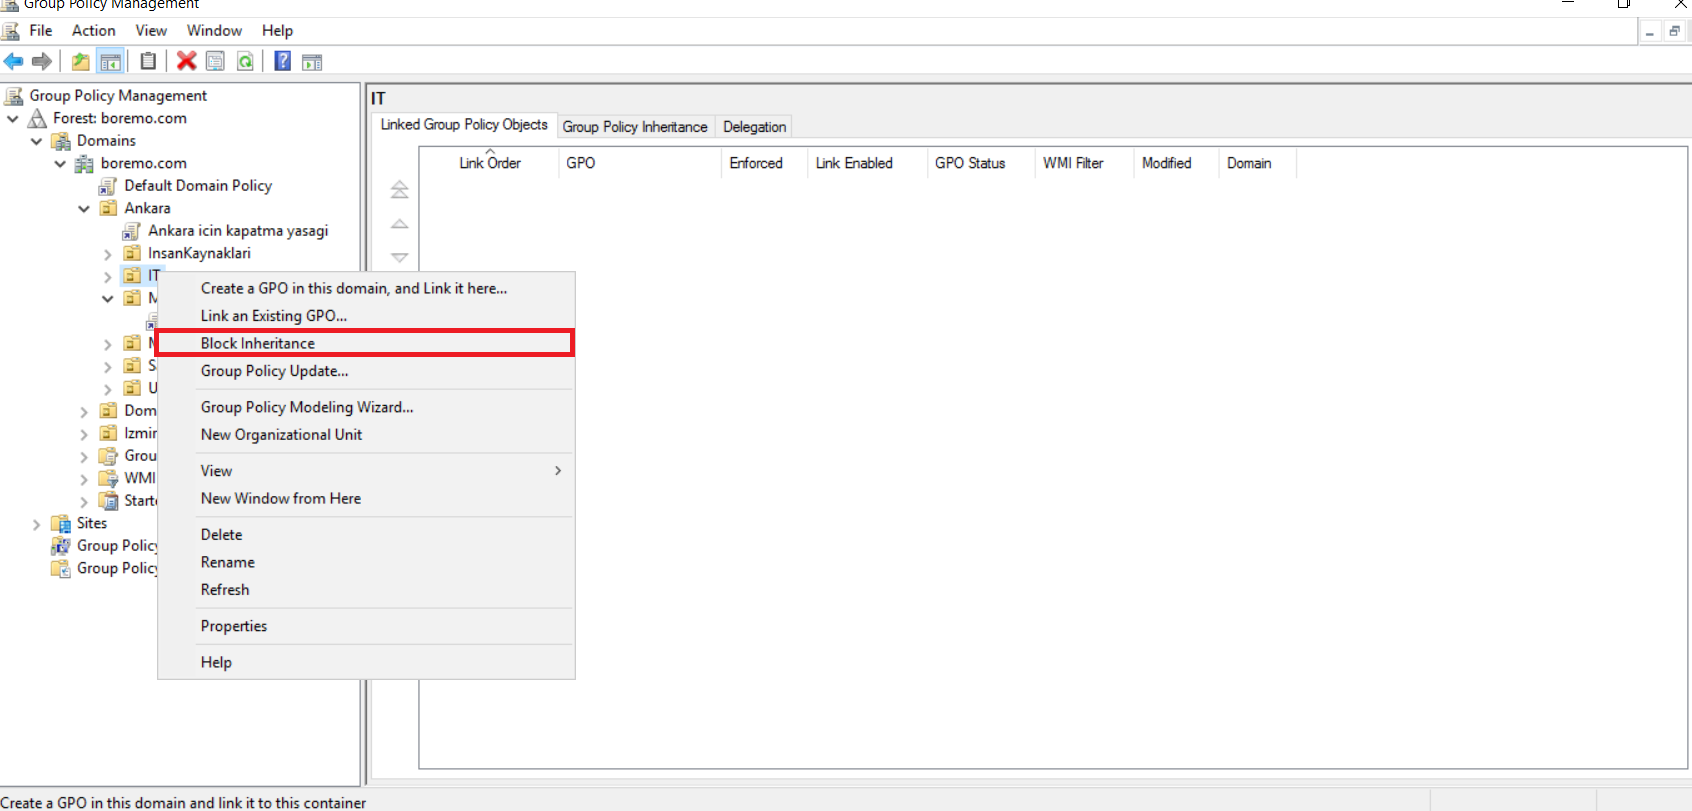 Group Policy Management
File Action View Window Help
Group Policy Management
Forest: boremo.com
Domains
boremo.com
Default Domain Policy
Ankara
Ankara icin kapatma yasagi
InsanKaynaklari
IT
M
M
S
U
Dom
Izmir
Grou
WMI
Starte
Sites
Group Policy
Group Policy
IT
Linked Group Policy Objects Group Policy Inheritance Delegation
Link Order GPO Enforced Link Enabled GPO Status WMI Filter Modified Domain
Create a GPO in this domain, and Link it here...
Link an Existing GPO...
Block Inheritance
Group Policy Update...
Group Policy Modeling Wizard...
New Organizational Unit
View
New Window from Here
Delete
Rename
Refresh
Properties
Help
Create a GPO in this domain and link it to this container